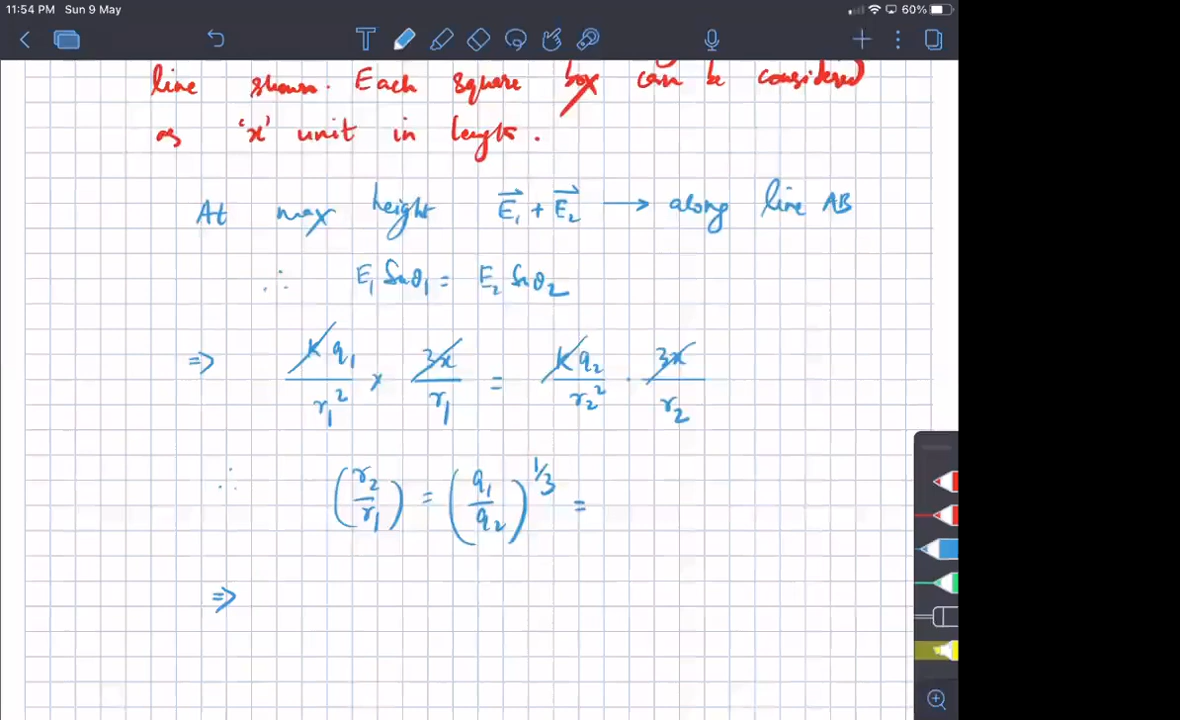 11:54 PM Sun 9 May 60%
line shown. Each square box can be considered
as 'x' unit in length.
At max height E₁⃗ + E₂⃗ → along line AB
∴ E₁ Sinθ₁ = E₂ Sinθ₂
=> Kq₁/r₁² × 3x/r₁ = Kq₂/r₂² · 3x/r₂
∴ (r₂/r₁) = (q₁/q₂)^1/3 =
=>